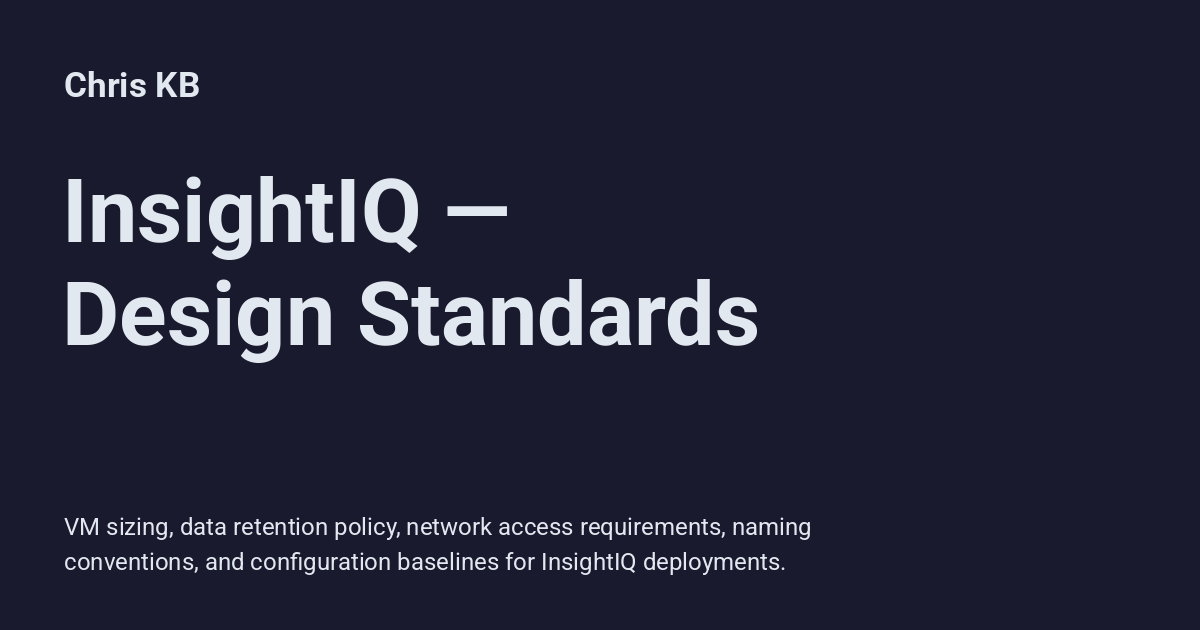 Chris KB
InsightIQ —
Design Standards
VM sizing, data retention policy, network access requirements, naming
conventions, and configuration baselines for InsightIQ deployments.